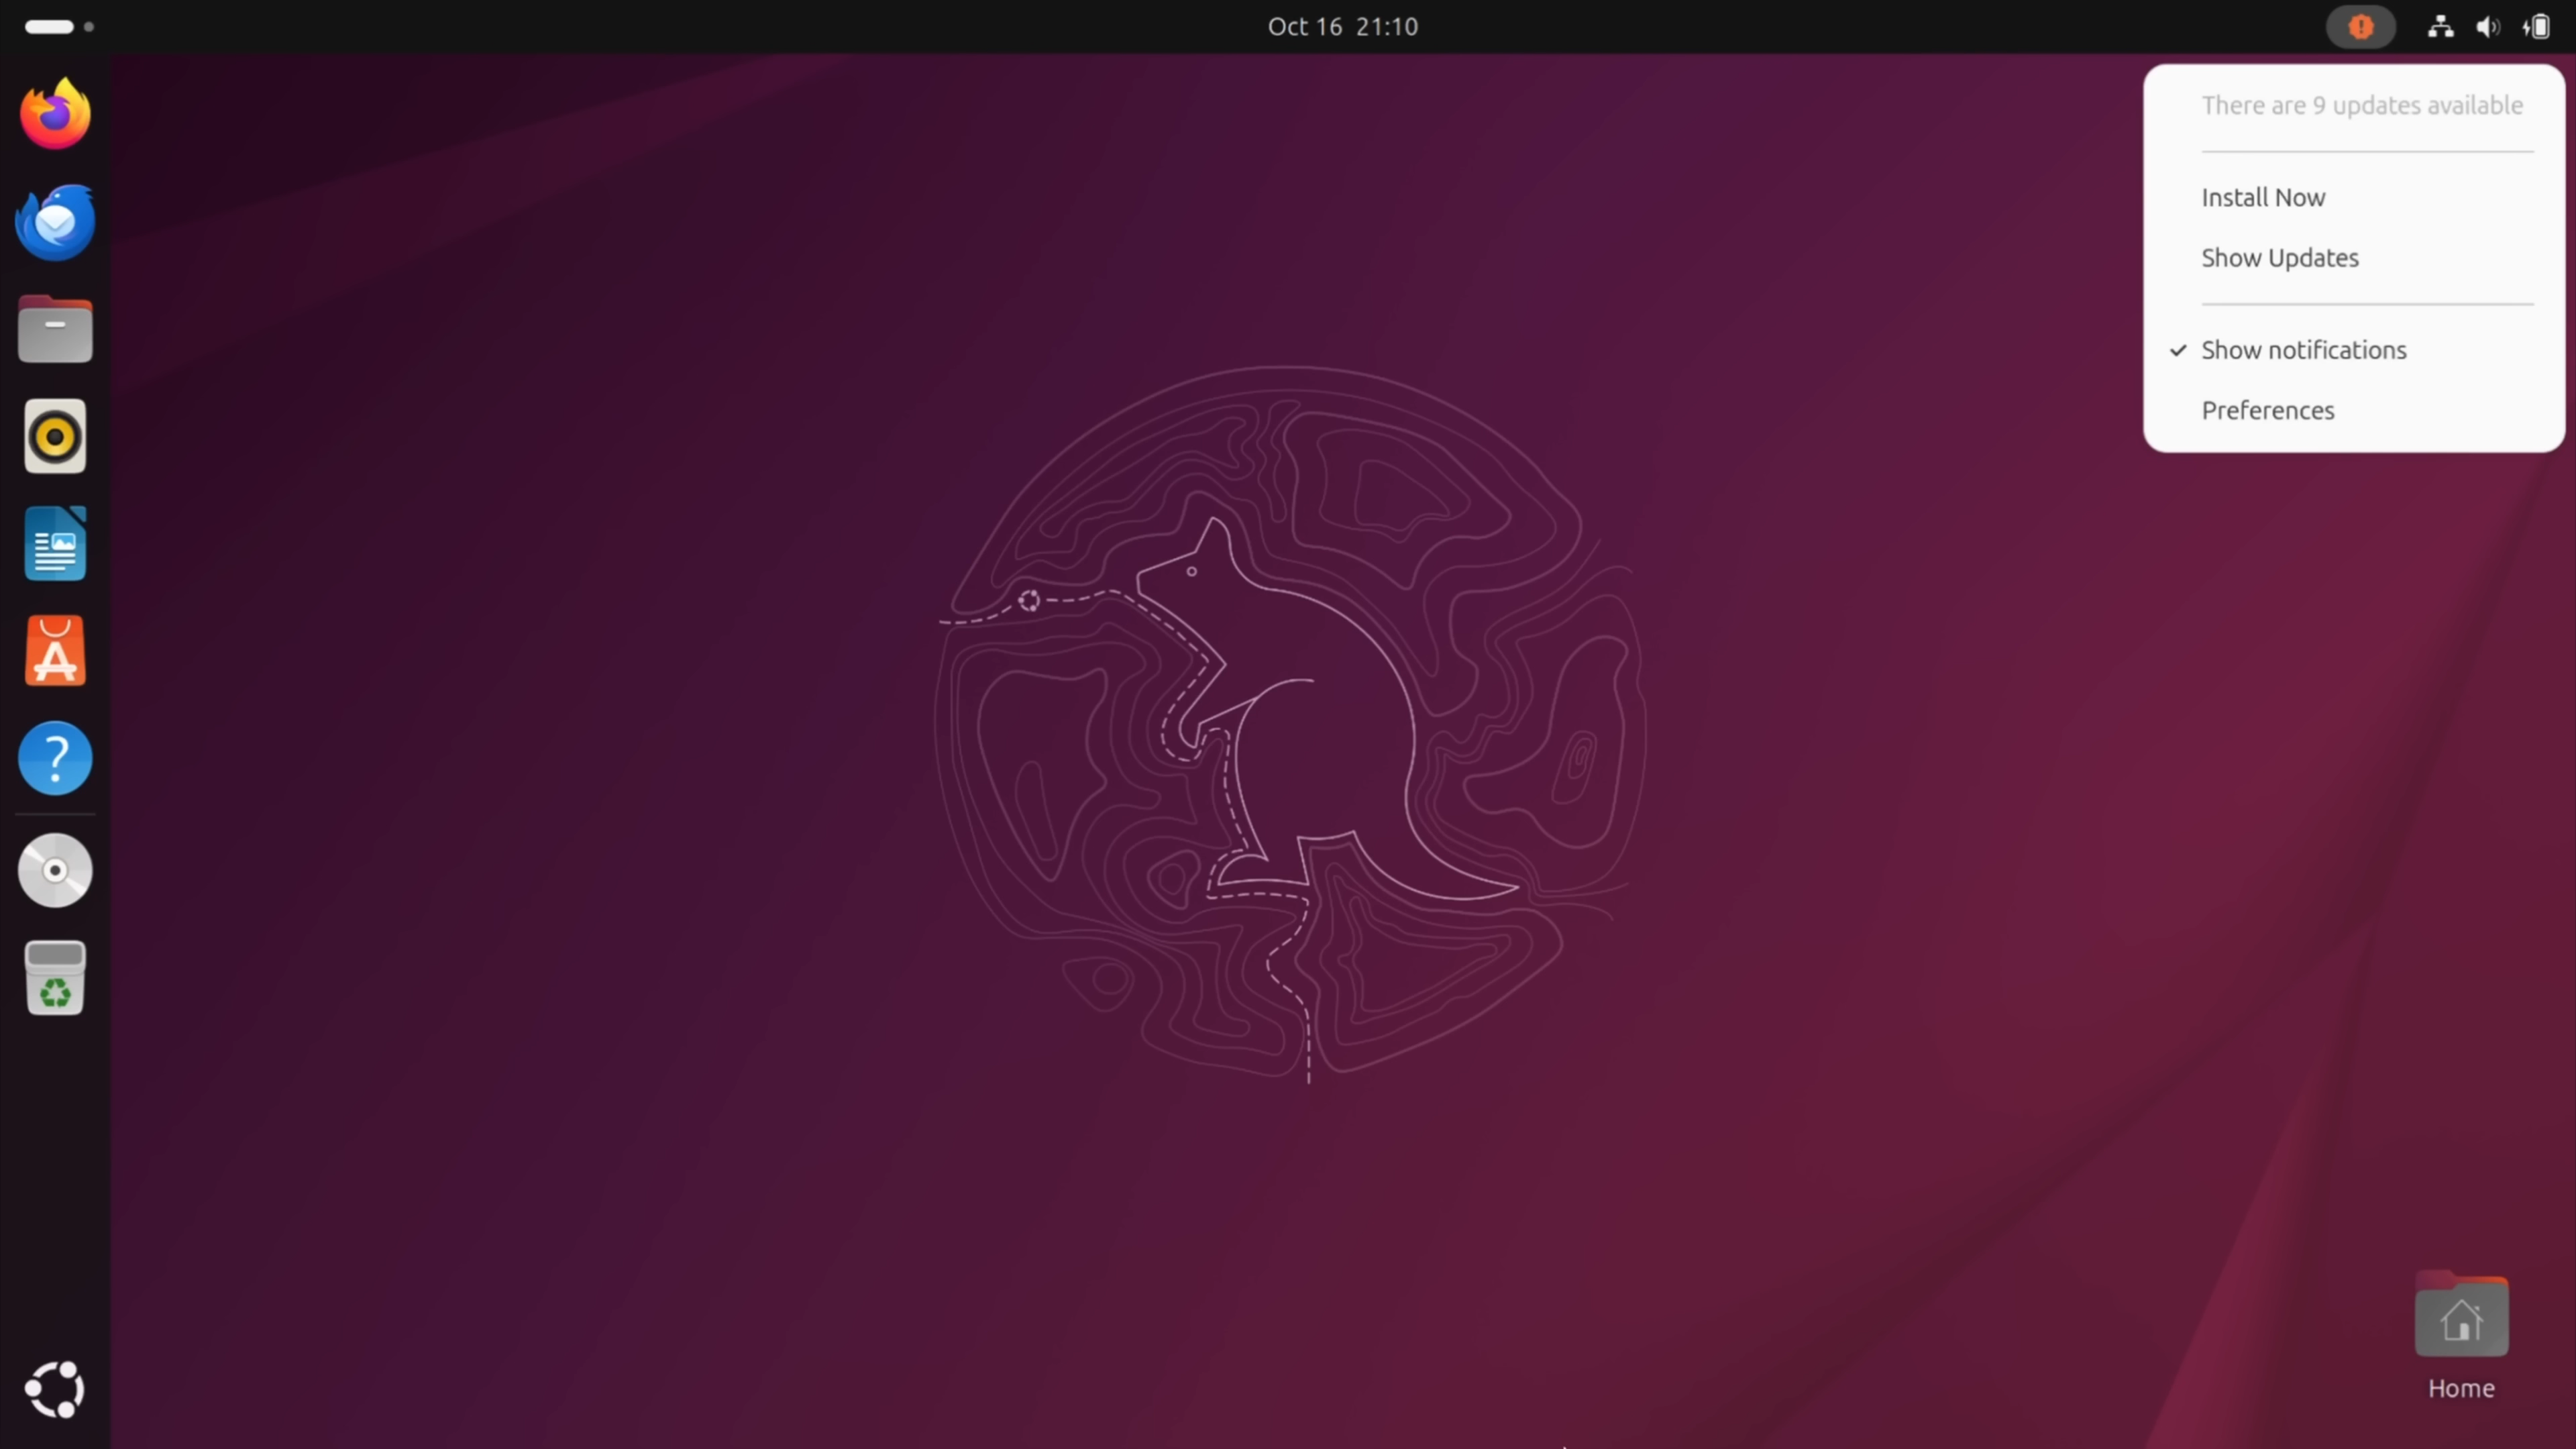 Oct 16 21:10
There are 9 updates available
Install Now
Show Updates
Show notifications
Preferences
Home